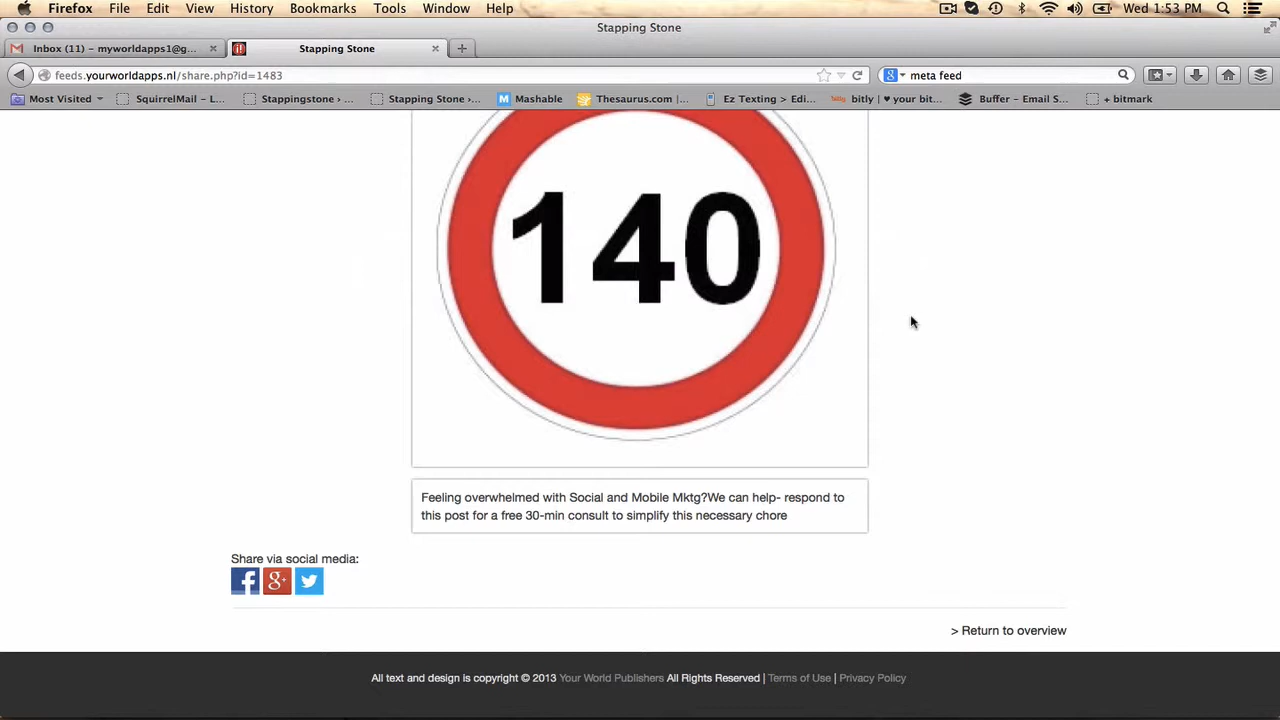 Firefox File Edit View History Bookmarks Tools Window Help Wed 1:53 PM
Stapping Stone
Inbox (11) – myworldapps1@g... Stapping Stone
feeds.yourworldapps.nl/share.php?id=1483 meta feed
Most Visited SquirrelMail – L... Stappingstone › ... Stapping Stone ›... Mashable Thesaurus.com |... Ez Texting > Edi... bitly | ♥ your bit... Buffer – Email S... + bitmark
140
Feeling overwhelmed with Social and Mobile Mktg?We can help- respond to
this post for a free 30-min consult to simplify this necessary chore
Share via social media:
> Return to overview
All text and design is copyright © 2013 Your World Publishers All Rights Reserved | Terms of Use | Privacy Policy